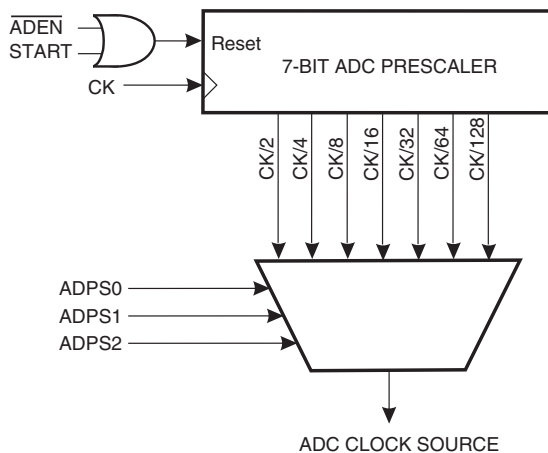 ADEN
START
Reset
7-BIT ADC PRESCALER
CK
CK/2
CK/4
CK/8
CK/16
CK/32
CK/64
CK/128
ADPS0
ADPS1
ADPS2
ADC CLOCK SOURCE